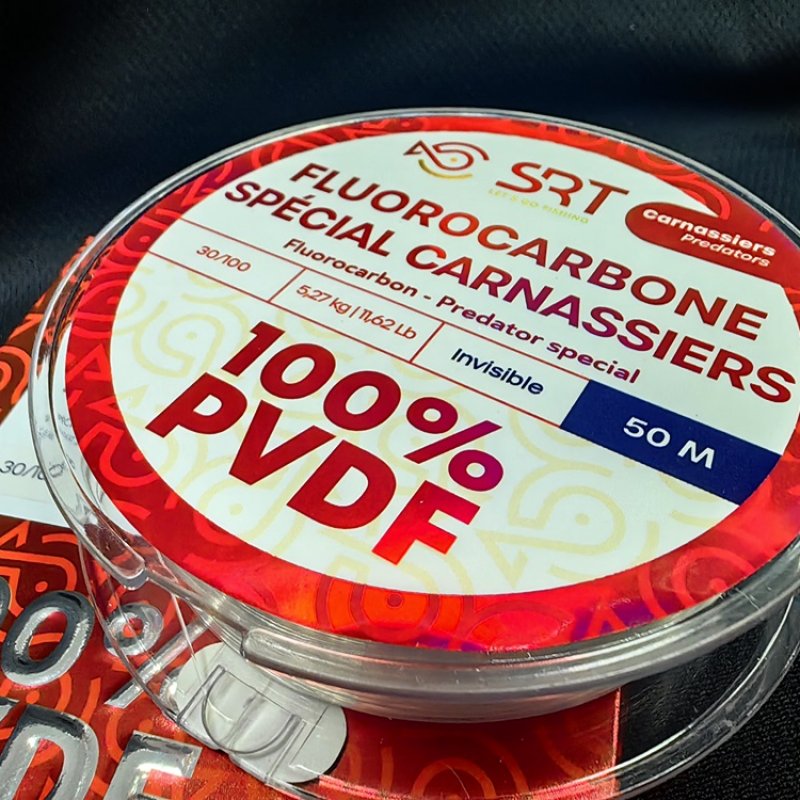 SRT
LET'S GO FISHING
Carnassiers
Predators
FLUOROCARBONE
SPÉCIAL CARNASSIERS
Fluorocarbon - Predator special
30/100
5,27 kg | 11,62 Lb
Invisible
50 M
100%
PVDF